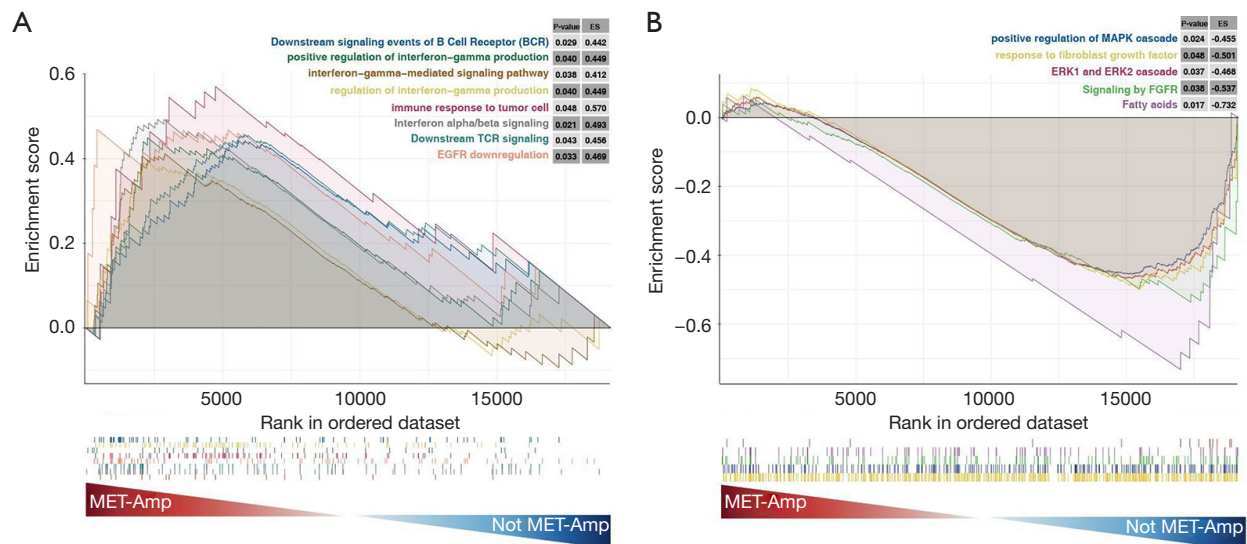 A
P-value ES
Downstream signaling events of B Cell Receptor (BCR) 0.029 0.442
positive regulation of interferon-gamma production 0.040 0.449
interferon-gamma-mediated signaling pathway 0.038 0.412
regulation of interferon-gamma production 0.040 0.449
immune response to tumor cell 0.048 0.570
Interferon alpha/beta signaling 0.021 0.493
Downstream TCR signaling 0.043 0.456
EGFR downregulation 0.033 0.469
Enrichment score
0.6
0.4
0.2
0.0
5000 10000 15000
Rank in ordered dataset
MET-Amp
Not MET-Amp
B
P-value ES
positive regulation of MAPK cascade 0.024 -0.455
response to fibroblast growth factor 0.048 -0.501
ERK1 and ERK2 cascade 0.037 -0.468
Signaling by FGFR 0.038 -0.537
Fatty acids 0.017 -0.732
Enrichment score
0.0
−0.2
−0.4
−0.6
5000 10000 15000
Rank in ordered dataset
MET-Amp
Not MET-Amp